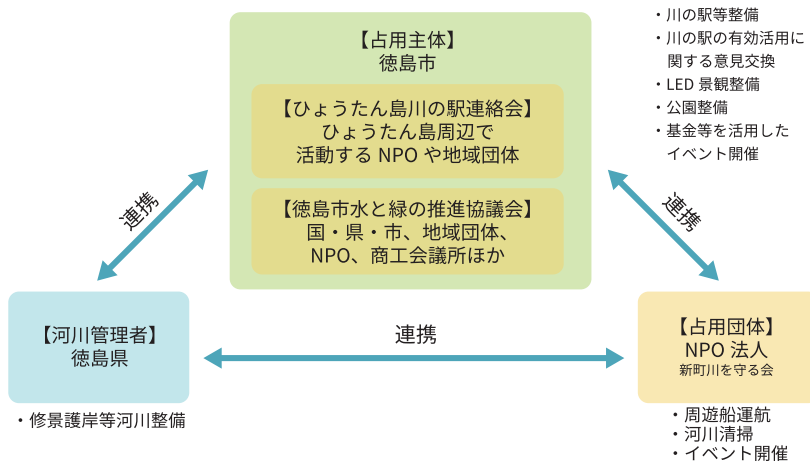 【占用主体】
徳島市
【ひょうたん島川の駅連絡会】
ひょうたん島周辺で
活動する NPO や地域団体
【徳島市水と緑の推進協議会】
国・県・市、地域団体、
NPO、商工会議所ほか
・川の駅等整備
・川の駅の有効活用に
関する意見交換
・LED 景観整備
・公園整備
・基金等を活用した
イベント開催
連携
連携
【河川管理者】
徳島県
・修景護岸等河川整備
連携
【占用団体】
NPO 法人
新町川を守る会
・周遊船運航
・河川清掃
・イベント開催